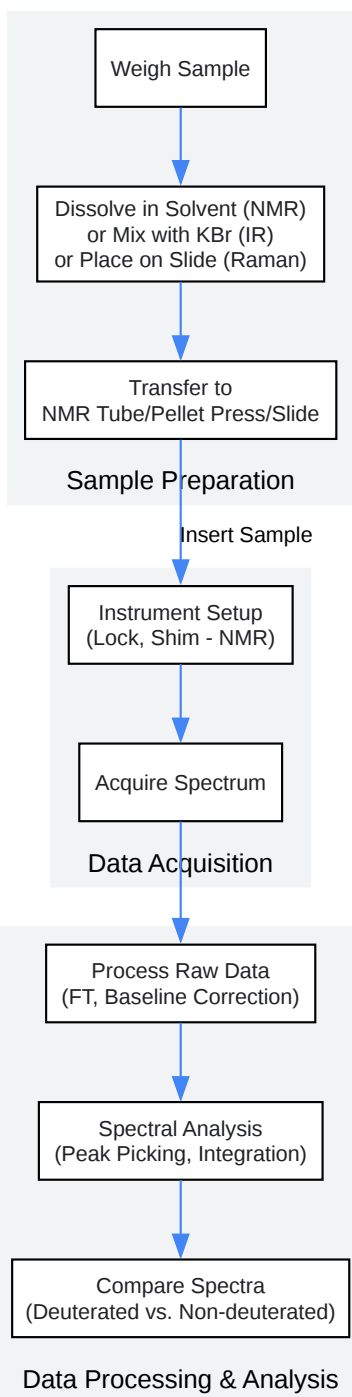 Weigh Sample
Dissolve in Solvent (NMR)
or Mix with KBr (IR)
or Place on Slide (Raman)
Transfer to
NMR Tube/Pellet Press/Slide
Sample Preparation
Insert Sample
Instrument Setup
(Lock, Shim - NMR)
Acquire Spectrum
Data Acquisition
Process Raw Data
(FT, Baseline Correction)
Spectral Analysis
(Peak Picking, Integration)
Compare Spectra
(Deuterated vs. Non-deuterated)
Data Processing & Analysis